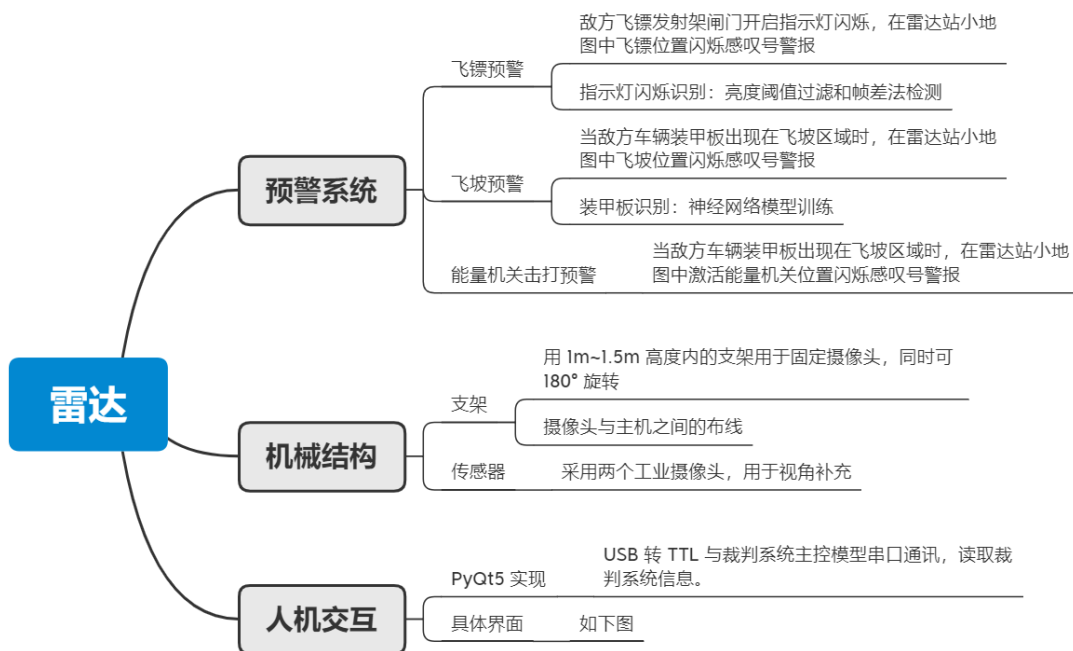 雷达
预警系统
飞镖预警
敌方飞镖发射架闸门开启指示灯闪烁，在雷达站小地
图中飞镖位置闪烁感叹号警报
指示灯闪烁识别：亮度阈值过滤和帧差法检测
飞坡预警
当敌方车辆装甲板出现在飞坡区域时，在雷达站小地
图中飞坡位置闪烁感叹号警报
装甲板识别：神经网络模型训练
能量机关击打预警
当敌方车辆装甲板出现在飞坡区域时，在雷达站小地
图中激活能量机关位置闪烁感叹号警报
机械结构
支架
用 1m~1.5m 高度内的支架用于固定摄像头，同时可
180° 旋转
摄像头与主机之间的布线
传感器
采用两个工业摄像头，用于视角补充
人机交互
PyQt5 实现
USB 转 TTL 与裁判系统主控模型串口通讯，读取裁
判系统信息。
具体界面
如下图